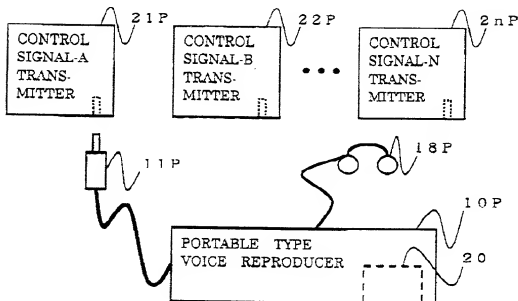 21P
22P
2nP
CONTROL
SIGNAL-A
TRANS-
MITTER
CONTROL
SIGNAL-B
TRANS-
MITTER
CONTROL
SIGNAL-N
TRANS-
MITTER
11P
18P
10P
PORTABLE TYPE
VOICE REPRODUCER
20